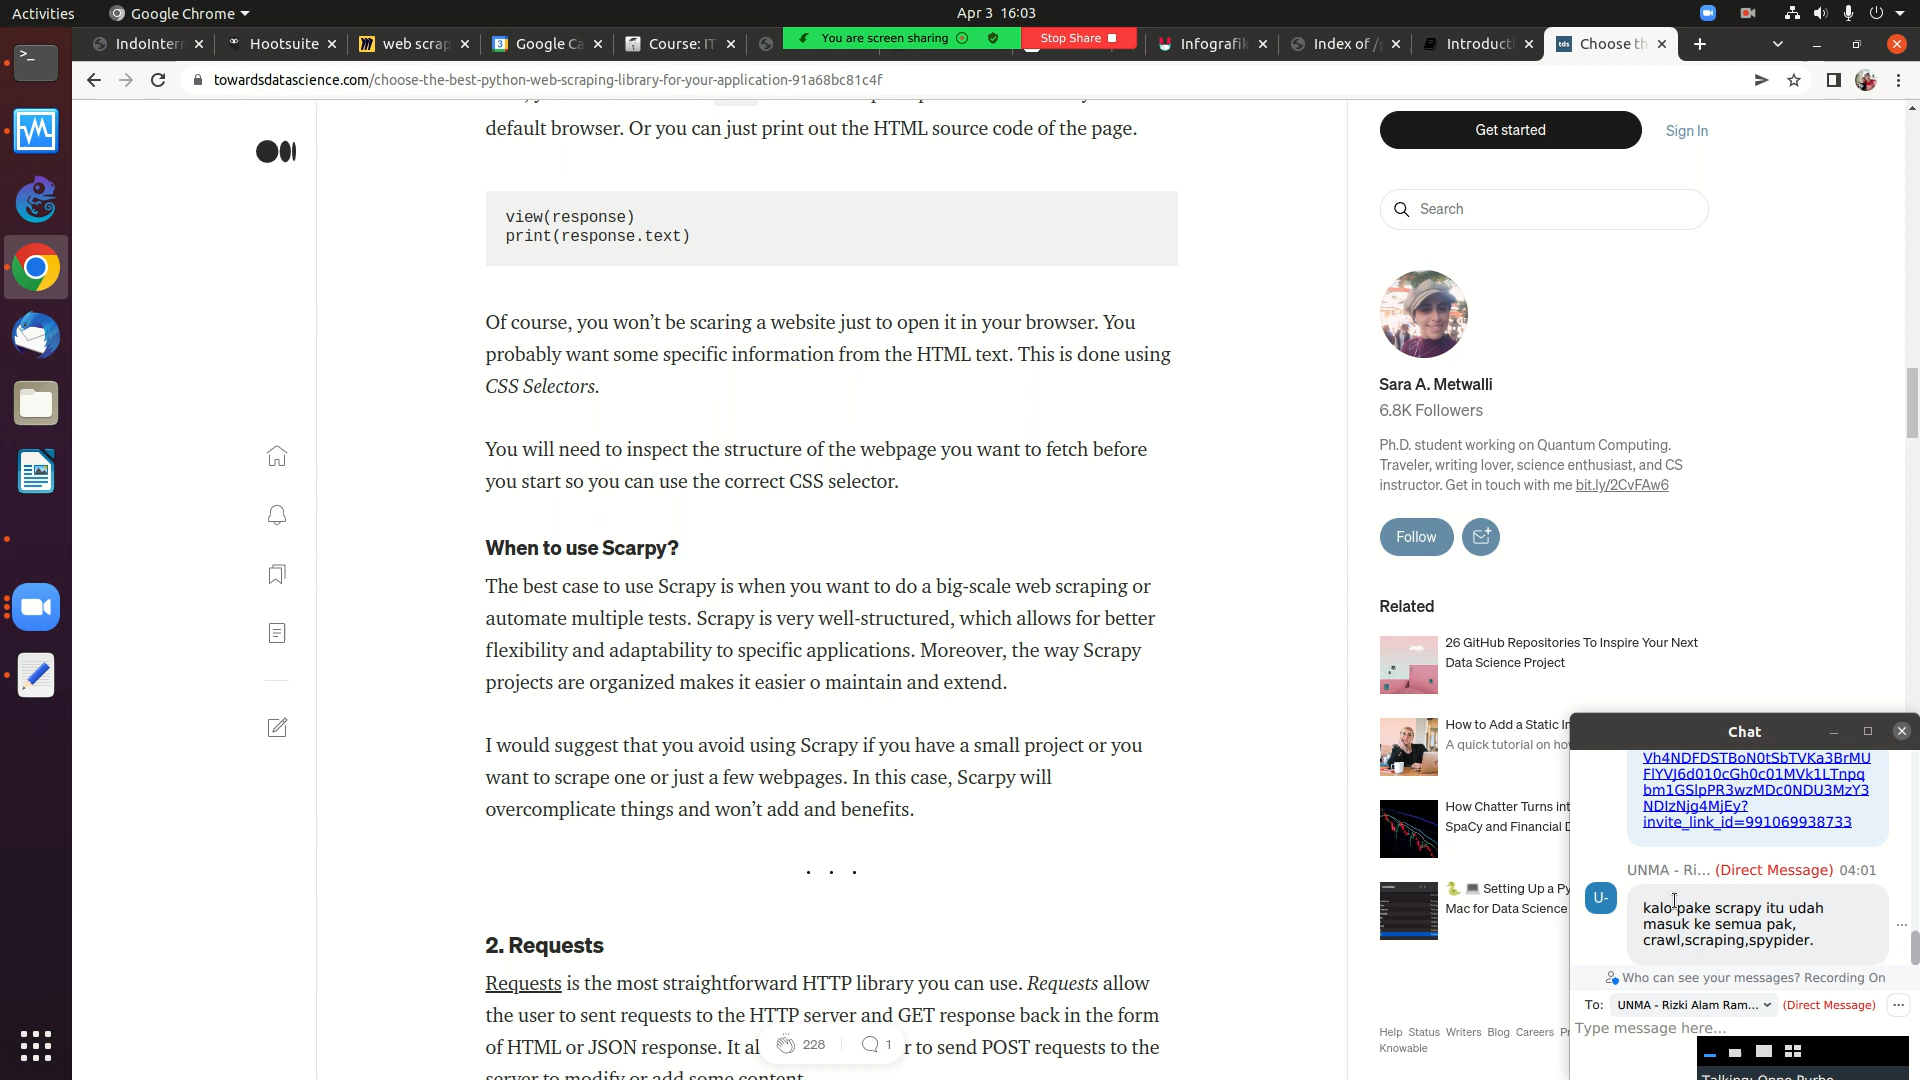 Activities
Google Chrome
Apr 3 16:03
IndoInter
Hootsuite
web scrap
Google Ca
Course: IT
You are screen sharing
Stop Share
Infografik
Index of /
Introducti
Choose th
towardsdatascience.com/choose-the-best-python-web-scraping-library-for-your-application-91a68bc81c4f
default browser. Or you can just print out the HTML source code of the page.
view(response)
print(response.text)
Of course, you won’t be scaring a website just to open it in your browser. You
probably want some specific information from the HTML text. This is done using
CSS Selectors.
You will need to inspect the structure of the webpage you want to fetch before
you start so you can use the correct CSS selector.
When to use Scarpy?
The best case to use Scrapy is when you want to do a big-scale web scraping or
automate multiple tests. Scrapy is very well-structured, which allows for better
flexibility and adaptability to specific applications. Moreover, the way Scrapy
projects are organized makes it easier o maintain and extend.
I would suggest that you avoid using Scrapy if you have a small project or you
want to scrape one or just a few webpages. In this case, Scarpy will
overcomplicate things and won’t add and benefits.
. . .
2. Requests
Requests is the most straightforward HTTP library you can use. Requests allow
the user to sent requests to the HTTP server and GET response back in the form
of HTML or JSON response. It al
r to send POST requests to the
server to modify or add some content.
228
1
Get started
Sign In
Search
Sara A. Metwalli
6.8K Followers
Ph.D. student working on Quantum Computing.
Traveler, writing lover, science enthusiast, and CS
instructor. Get in touch with me bit.ly/2CvFAw6
Follow
Related
26 GitHub Repositories To Inspire Your Next
Data Science Project
How to Add a Static In
A quick tutorial on how
How Chatter Turns int
SpaCy and Financial D
Setting Up a Py
Mac for Data Science
Help Status Writers Blog Careers Pr
Knowable
Chat
Vh4NDFDSTBoN0tSbTVKa3BrMU
FlYVJ6d010cGh0c01MVk1LTnpq
bm1GSlpPR3wzMDc0NDU3MzY3
NDIzNjg4MjEy?
invite_link_id=991069938733
UNMA - Ri... (Direct Message) 04:01
U-
kalo pake scrapy itu udah
masuk ke semua pak,
crawl,scraping,spypider.
Who can see your messages? Recording On
To: UNMA - Rizki Alam Ram... (Direct Message)
Type message here...
Talking: Onno Purbo